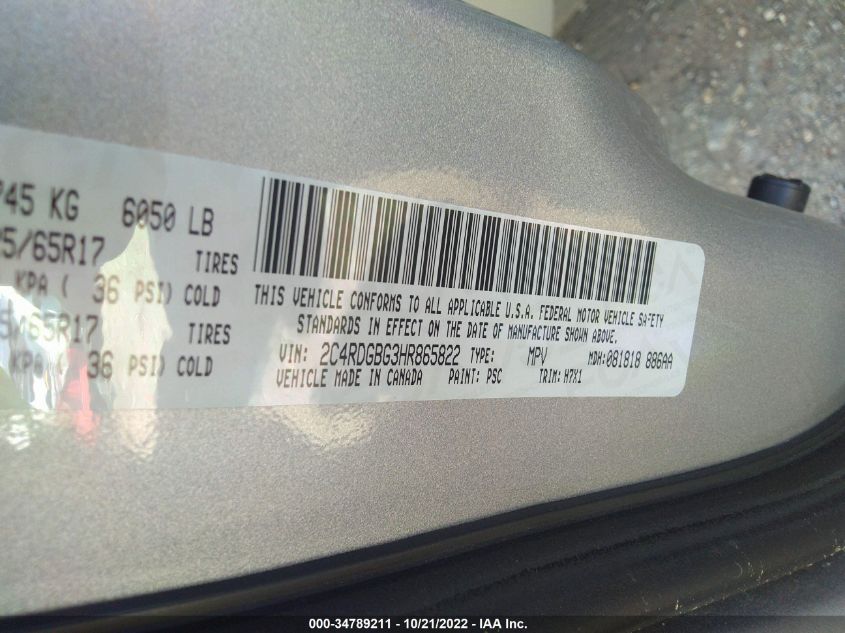 P45 KG 6050 LB
5/65R17 TIRES
KPA ( 36 PSI) COLD
5/65R17 TIRES
KPA ( 36 PSI) COLD
THIS VEHICLE CONFORMS TO ALL APPLICABLE U.S.A. FEDERAL MOTOR VEHICLE SAFETY
STANDARDS IN EFFECT ON THE DATE OF MANUFACTURE SHOWN ABOVE.
VIN: 2C4RDGBG3HR865822 TYPE: MPV MDH:081818 886AA
VEHICLE MADE IN CANADA PAINT: PSC TRIM: H7X1
000-34789211 - 10/21/2022 - IAA Inc.